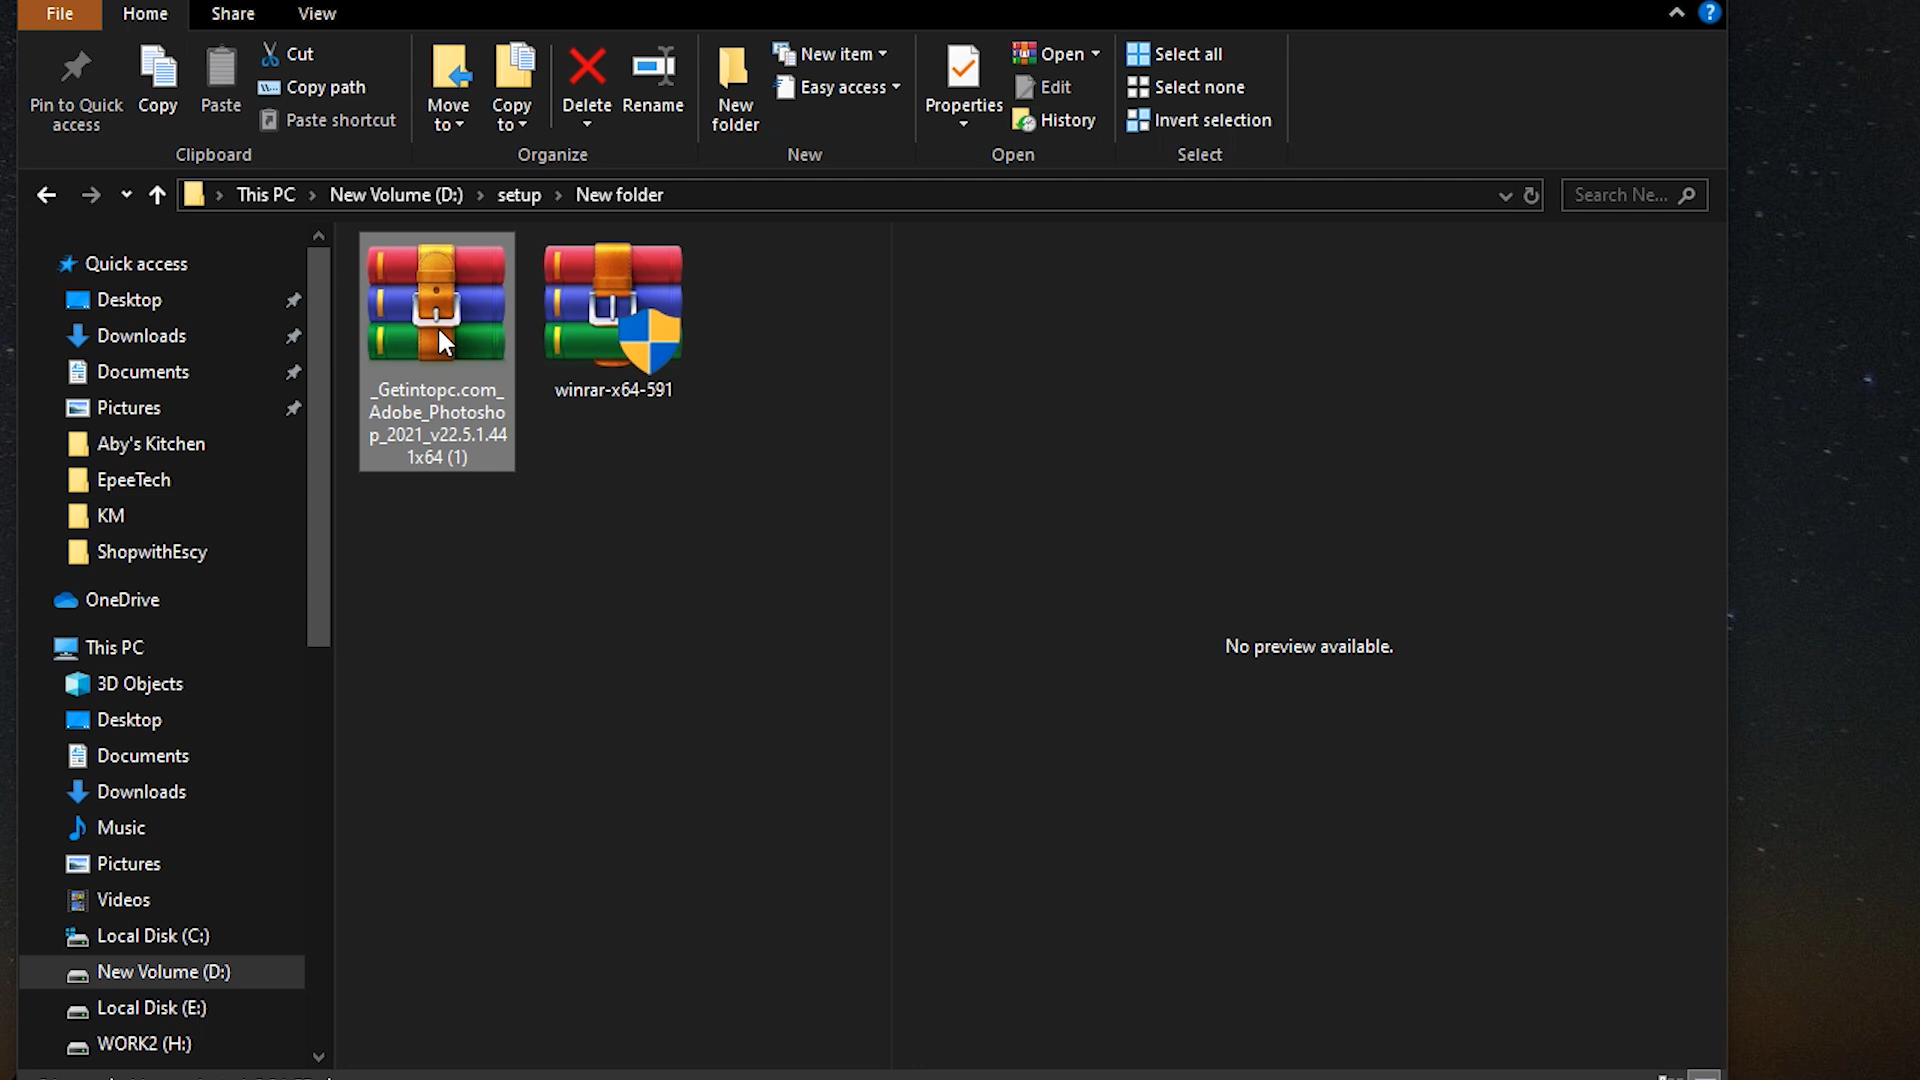 File Home Share View
Pin to Quick access
Copy
Paste
Cut
Copy path
Paste shortcut
Clipboard
Move to
Copy to
Delete
Rename
Organize
New folder
New item
Easy access
New
Properties
Open
Edit
History
Open
Select all
Select none
Invert selection
Select
This PC New Volume (D:) setup New folder
Search Ne...
Quick access
Desktop
Downloads
Documents
Pictures
Aby's Kitchen
EpeeTech
KM
ShopwithEscy
OneDrive
This PC
3D Objects
Desktop
Documents
Downloads
Music
Pictures
Videos
Local Disk (C:)
New Volume (D:)
Local Disk (E:)
WORK2 (H:)
_Getintopc.com_
Adobe_Photosho
p_2021_v22.5.1.44
1x64 (1)
winrar-x64-591
No preview available.